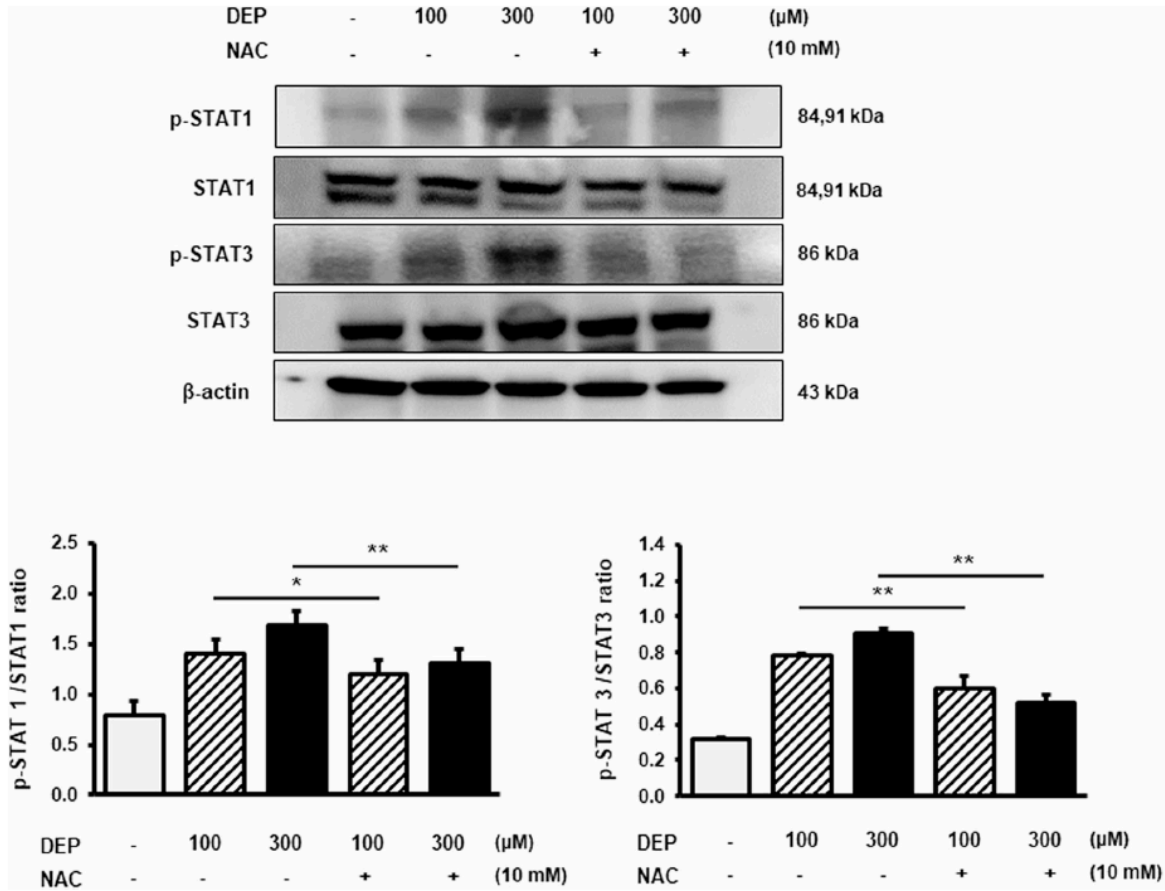 DEP - 100 300 100 300 (µM)
NAC - - - + + (10 mM)
p-STAT1 84,91 kDa
STAT1 84,91 kDa
p-STAT3 86 kDa
STAT3 86 kDa
β-actin 43 kDa
p-STAT 1 /STAT1 ratio
2.5
2.0
1.5
1.0
0.5
0.0
**
*
DEP - 100 300 100 300 (µM)
NAC - - - + + (10 mM)
p-STAT 3 /STAT3 ratio
1.4
1.2
1.0
0.8
0.6
0.4
0.2
0.0
**
**
DEP - 100 300 100 300 (µM)
NAC - - - + + (10 mM)